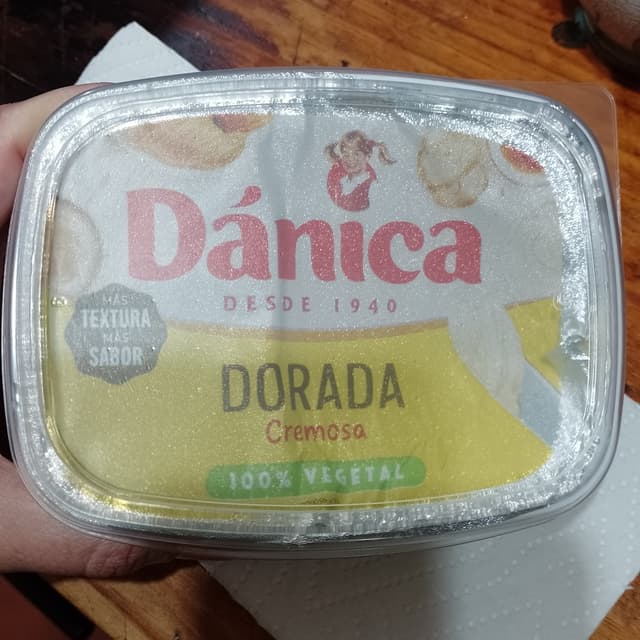 Dánica
DESDE 1940
MÁS
TEXTURA
MÁS
SABOR
DORADA
Cremosa
100% VEGETAL